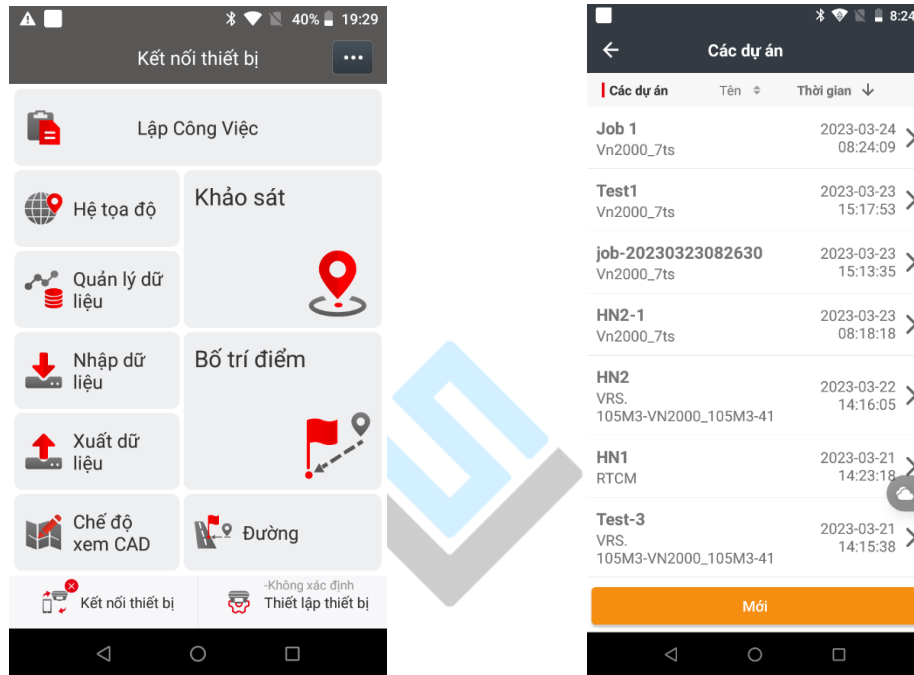 40% 19:29
Kết nối thiết bị
Lập Công Việc
Hệ tọa độ
Khảo sát
Quản lý dữ
liệu
Nhập dữ
liệu
Bố trí điểm
Xuất dữ
liệu
Chế độ
xem CAD
Đường
Kết nối thiết bị
-Không xác định
Thiết lập thiết bị
8:24
Các dự án
Các dự án Tên Thời gian
Job 1 2023-03-24
Vn2000_7ts 08:24:09
Test1 2023-03-23
Vn2000_7ts 15:17:53
job-20230323082630 2023-03-23
Vn2000_7ts 15:13:35
HN2-1 2023-03-23
Vn2000_7ts 08:18:18
HN2
VRS. 2023-03-22
105M3-VN2000_105M3-41 14:16:05
HN1 2023-03-21
RTCM 14:23:18
Test-3
VRS. 2023-03-21
105M3-VN2000_105M3-41 14:15:38
Mới